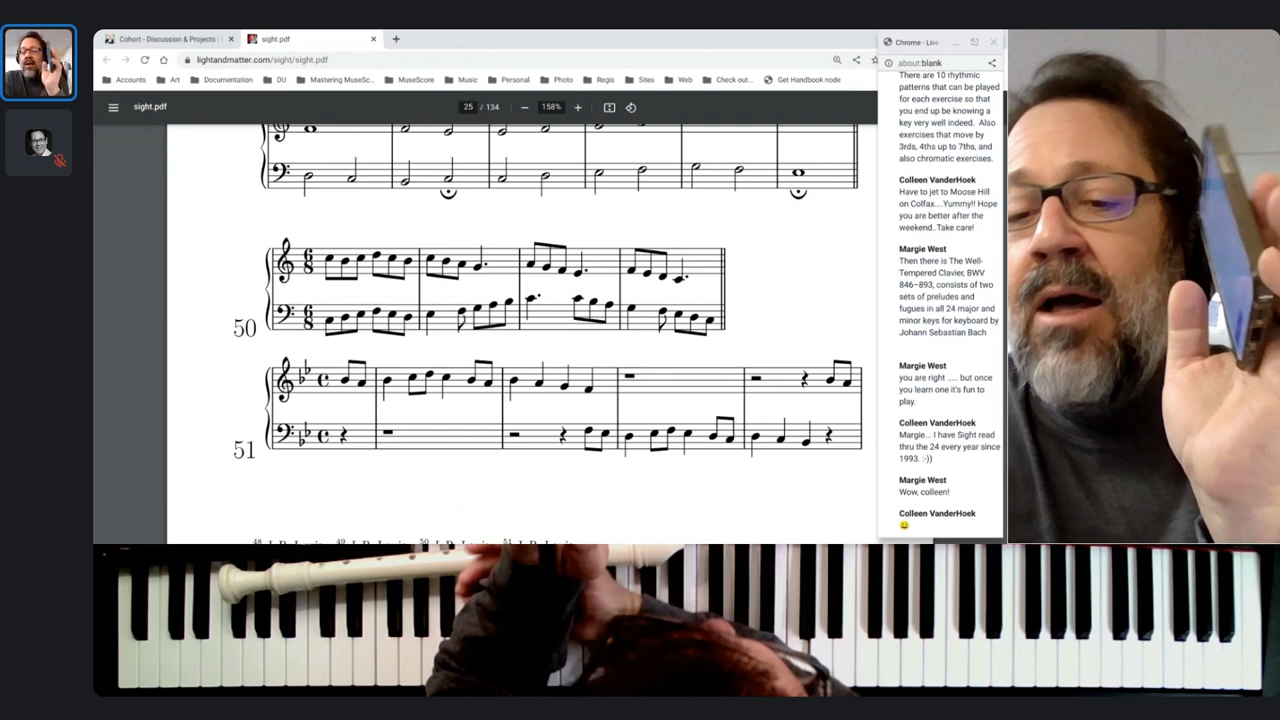 Cohort - Discussion & Projects |
sight.pdf
lightandmatter.com/sight/sight.pdf
Accounts
Art
Documentation
DU
Mastering MuseSc...
MuseScore
Music
Personal
Photo
Regis
Sites
Web
Check out...
Get Handbook node
sight.pdf
25 / 134
158%
50
51
Chrome - Live
about:blank
There are 10 rhythmic
patterns that can be played
for each exercise so that
you end up be knowing a
key very well indeed. Also
exercises that move by
3rds, 4ths up to 7ths, and
also chromatic exercises.
Colleen VanderHoek
Have to jet to Moose Hill
on Colfax....Yummy!! Hope
you are better after the
weekend..Take care!
Margie West
Then there is The Well-
Tempered Clavier, BWV
846–893, consists of two
sets of preludes and
fugues in all 24 major and
minor keys for keyboard by
Johann Sebastian Bach
Margie West
you are right ..... but once
you learn one it's fun to
play.
Colleen VanderHoek
Margie... I have Sight read
thru the 24 every year since
1993. :-))
Margie West
Wow, colleen!
Colleen VanderHoek
😀